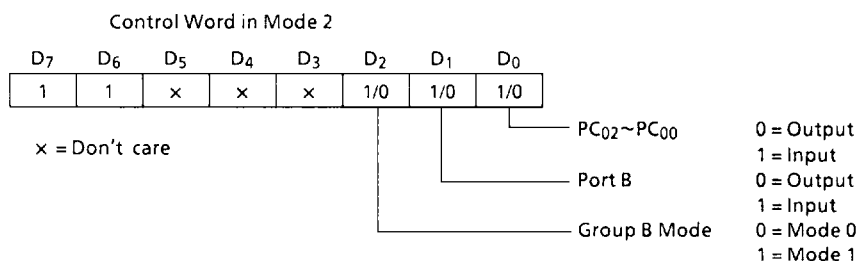 Control Word in Mode 2
D7 D6 D5 D4 D3 D2 D1 D0
1 1 × × × 1/0 1/0 1/0
× = Don't care
PC02~PC00 0 = Output
1 = Input
Port B 0 = Output
1 = Input
Group B Mode 0 = Mode 0
1 = Mode 1